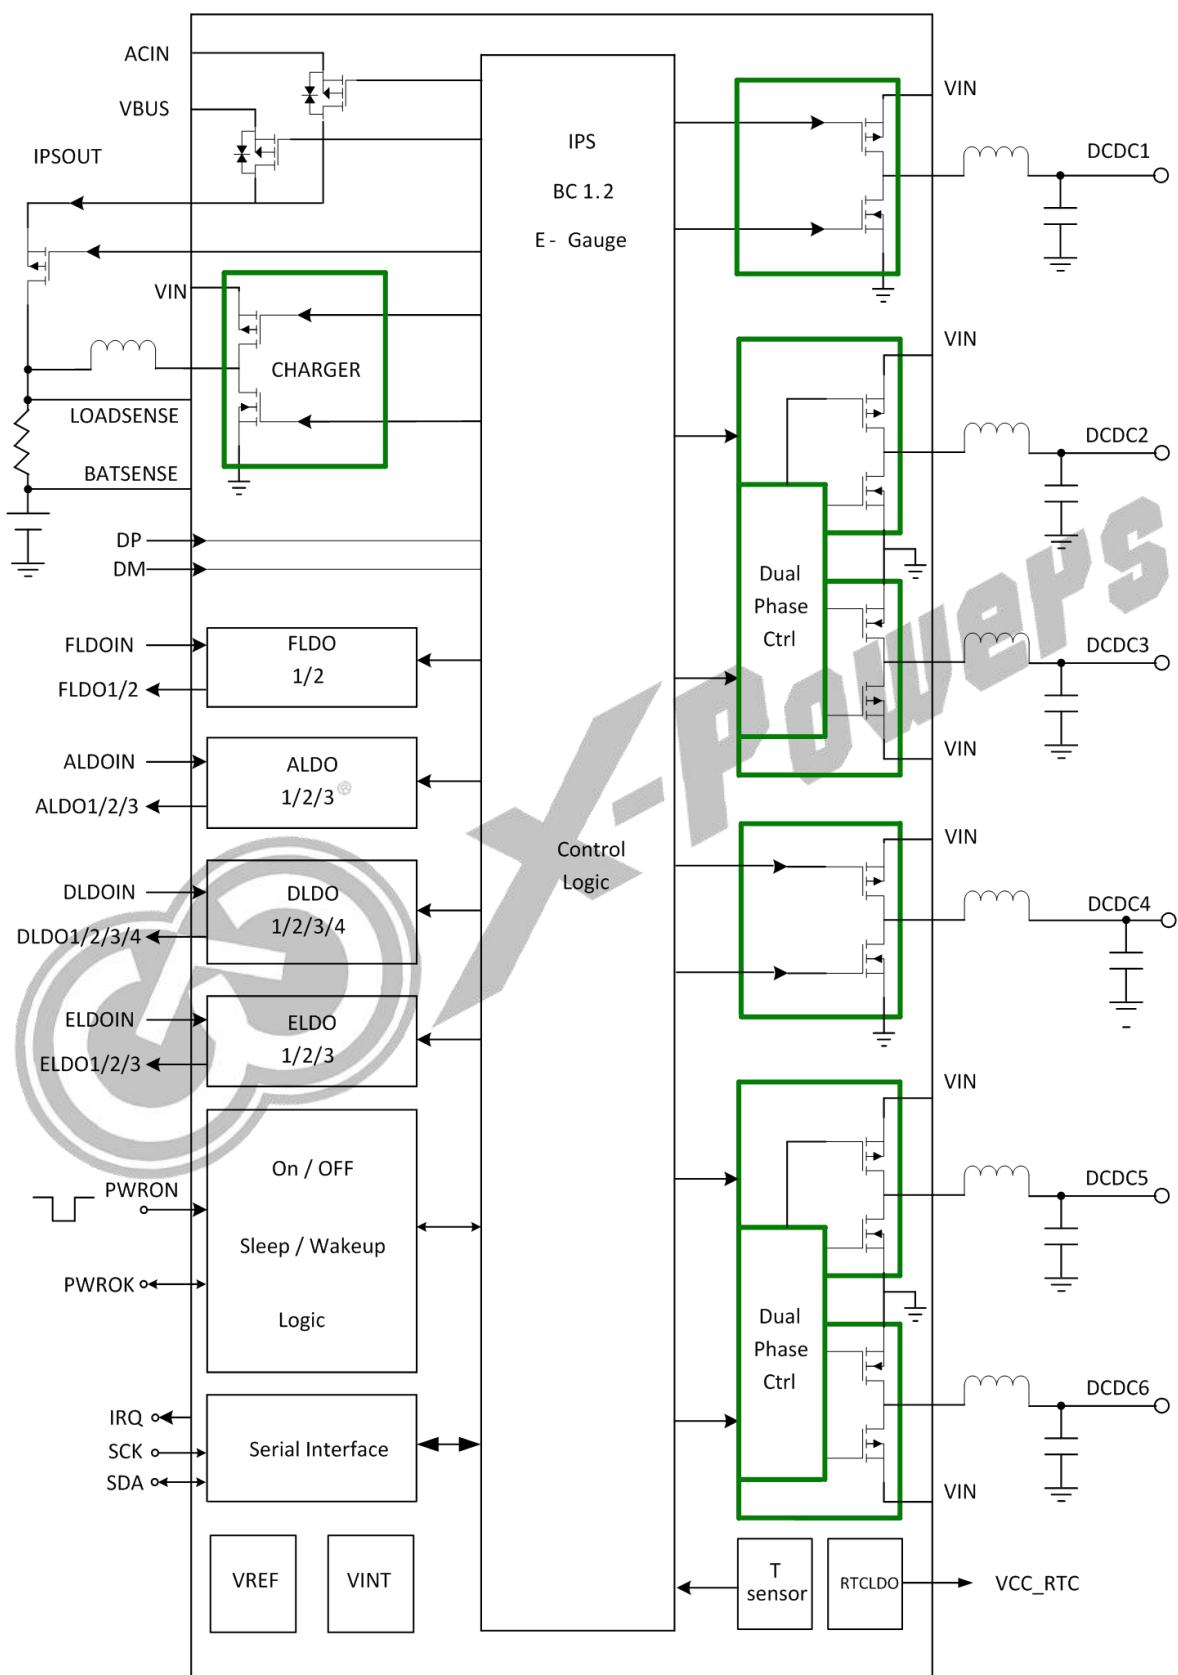 ACIN
VBUS
IPSOUT
VIN
CHARGER
LOADSENSE
BATSENSE
DP
DM
FLDOIN
FLDO1/2
FLDO
1/2
ALDOIN
ALDO1/2/3
ALDO
1/2/3
®
DLDOIN
DLDO1/2/3/4
DLDO
1/2/3/4
ELDOIN
ELDO1/2/3
ELDO
1/2/3
PWRON
PWROK
On / OFF
Sleep / Wakeup
Logic
IRQ
SCK
SDA
Serial Interface
VREF
VINT
IPS
BC 1.2
E - Gauge
Control
Logic
VIN
DCDC1
VIN
DCDC2
Dual
Phase
Ctrl
DCDC3
VIN
VIN
DCDC4
VIN
DCDC5
Dual
Phase
Ctrl
DCDC6
VIN
T
sensor
RTCLDO
VCC_RTC
X-Powers